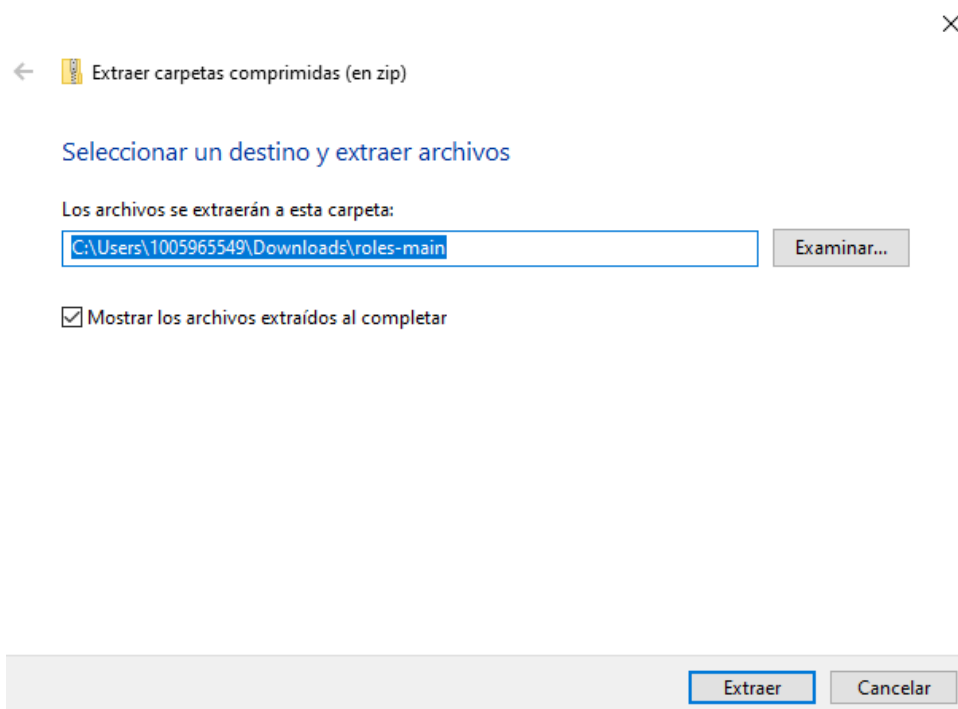 Extraer carpetas comprimidas (en zip)
Seleccionar un destino y extraer archivos
Los archivos se extraerán a esta carpeta:
C:\Users\1005965549\Downloads\roles-main
Examinar...
Mostrar los archivos extraídos al completar
Extraer
Cancelar